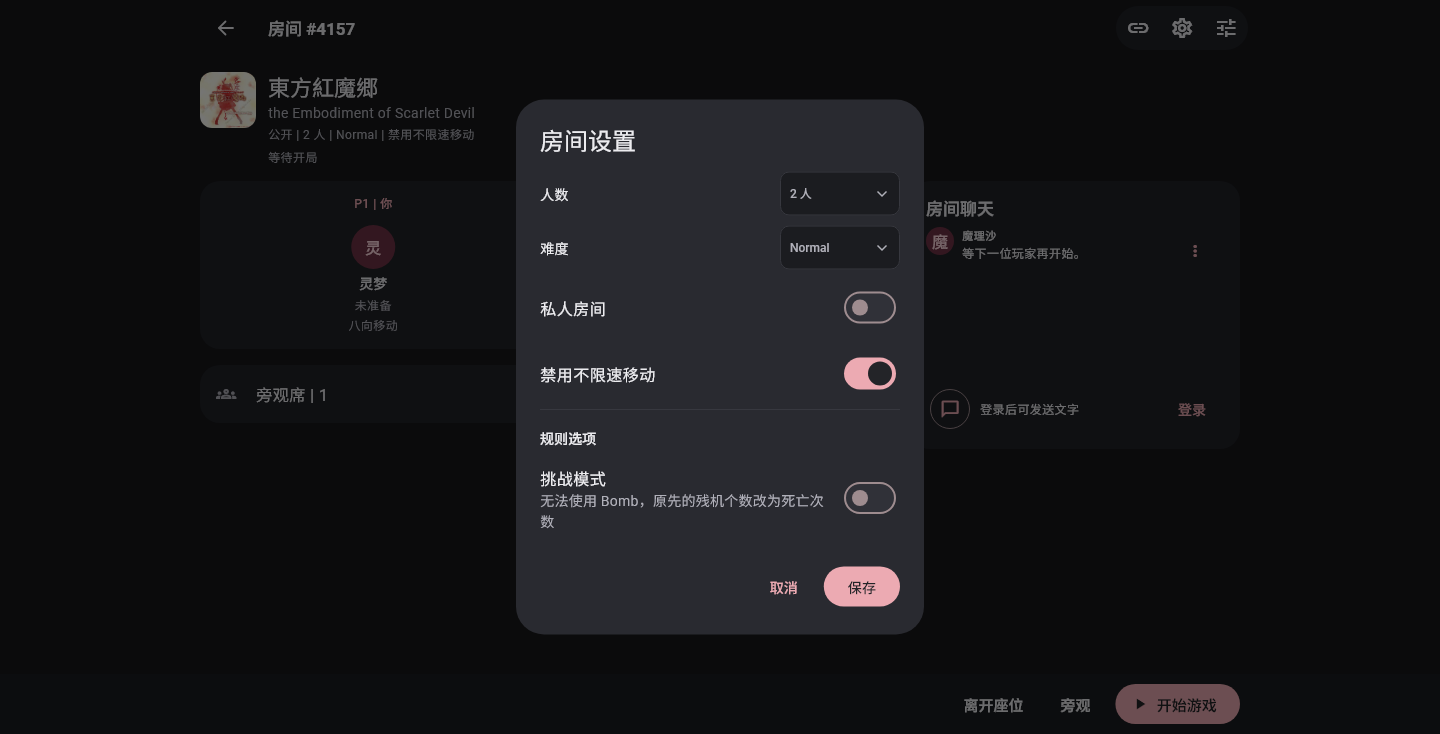 房间 #4157
東方紅魔郷
the Embodiment of Scarlet Devil
公开 | 2 人 | Normal | 禁用不限速移动
等待开局
P1 | 你
灵
灵梦
未准备
八向移动
旁观席 | 1
房间设置
人数
2 人
难度
Normal
私人房间
禁用不限速移动
规则选项
挑战模式
无法使用 Bomb，原先的残机个数改为死亡次
数
取消
保存
房间聊天
魔
魔理沙
等下一位玩家再开始。
登录后可发送文字
登录
离开座位
旁观
开始游戏